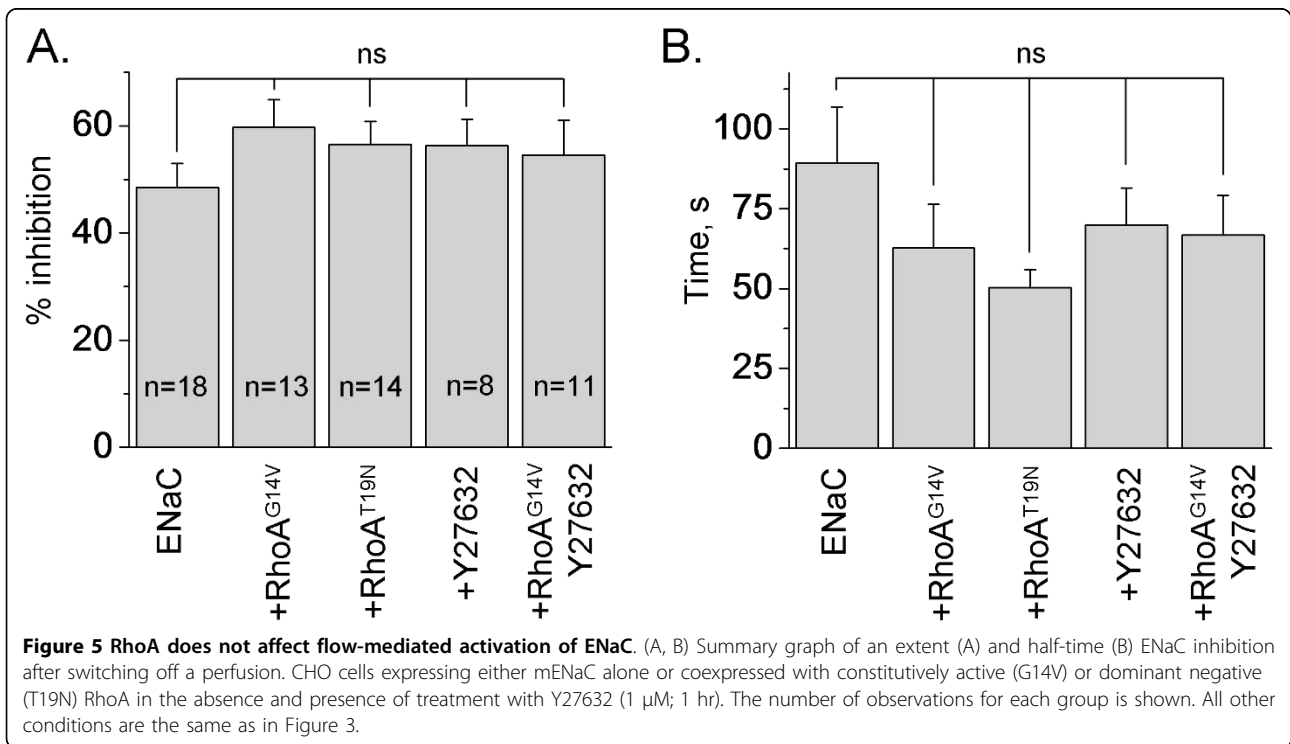 A.
ns
% inhibition
60
40
20
0
n=18
n=13
n=14
n=8
n=11
ENaC
+RhoA^G14V
+RhoA^T19N
+Y27632
+RhoA^G14V
Y27632
B.
ns
Time, s
100
75
50
25
0
ENaC
+RhoA^G14V
+RhoA^T19N
+Y27632
+RhoA^G14V
Y27632
Figure 5 RhoA does not affect flow-mediated activation of ENaC. (A, B) Summary graph of an extent (A) and half-time (B) ENaC inhibition
after switching off a perfusion. CHO cells expressing either mENaC alone or coexpressed with constitutively active (G14V) or dominant negative
(T19N) RhoA in the absence and presence of treatment with Y27632 (1 μM; 1 hr). The number of observations for each group is shown. All other
conditions are the same as in Figure 3.